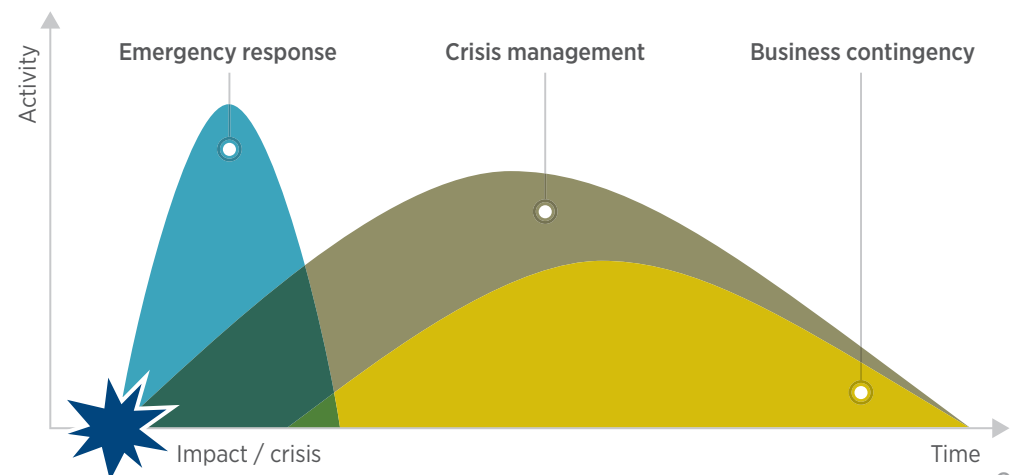 Emergency response
Crisis management
Business contingency
Activity
Impact / crisis
Time